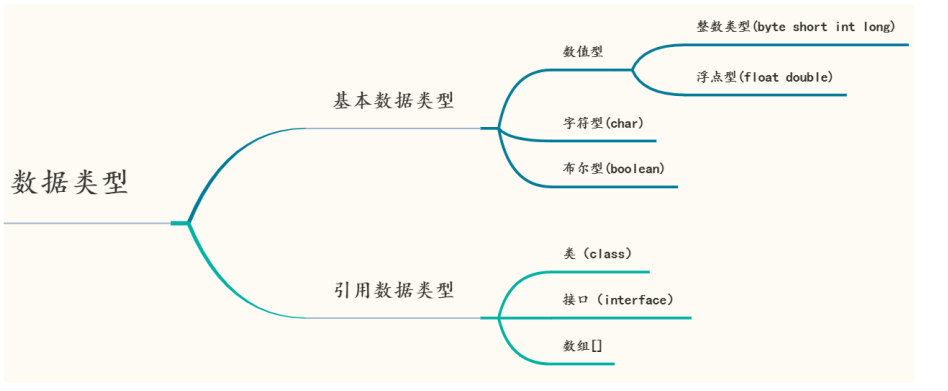 数据类型
基本数据类型
数值型
整数类型(byte short int long)
浮点型(float double)
字符型(char)
布尔型(boolean)
引用数据类型
类（class）
接口（interface）
数组[]